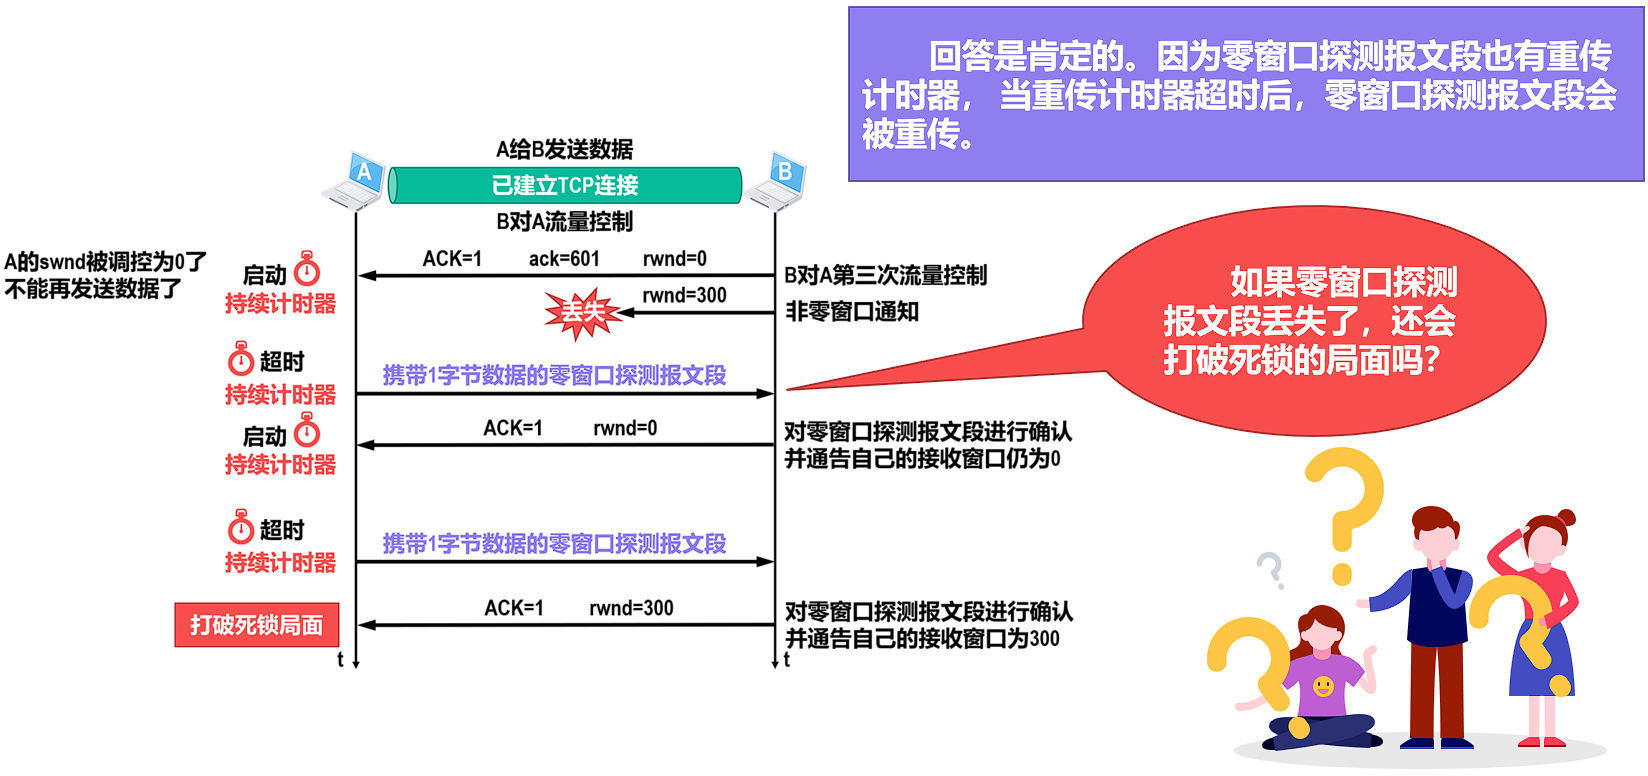 回答是肯定的。因为零窗口探测报文段也有重传
计时器， 当重传计时器超时后，零窗口探测报文段会
被重传。
A给B发送数据
A
已建立TCP连接
B
B对A流量控制
A的swnd被调控为0了
不能再发送数据了
启动
持续计时器
ACK=1 ack=601 rwnd=0
B对A第三次流量控制
丢失
rwnd=300
非零窗口通知
如果零窗口探测
报文段丢失了，还会
打破死锁的局面吗？
超时
持续计时器
携带1字节数据的零窗口探测报文段
启动
持续计时器
ACK=1 rwnd=0
对零窗口探测报文段进行确认
并通告自己的接收窗口仍为0
超时
持续计时器
携带1字节数据的零窗口探测报文段
打破死锁局面
ACK=1 rwnd=300
对零窗口探测报文段进行确认
并通告自己的接收窗口为300
t
t